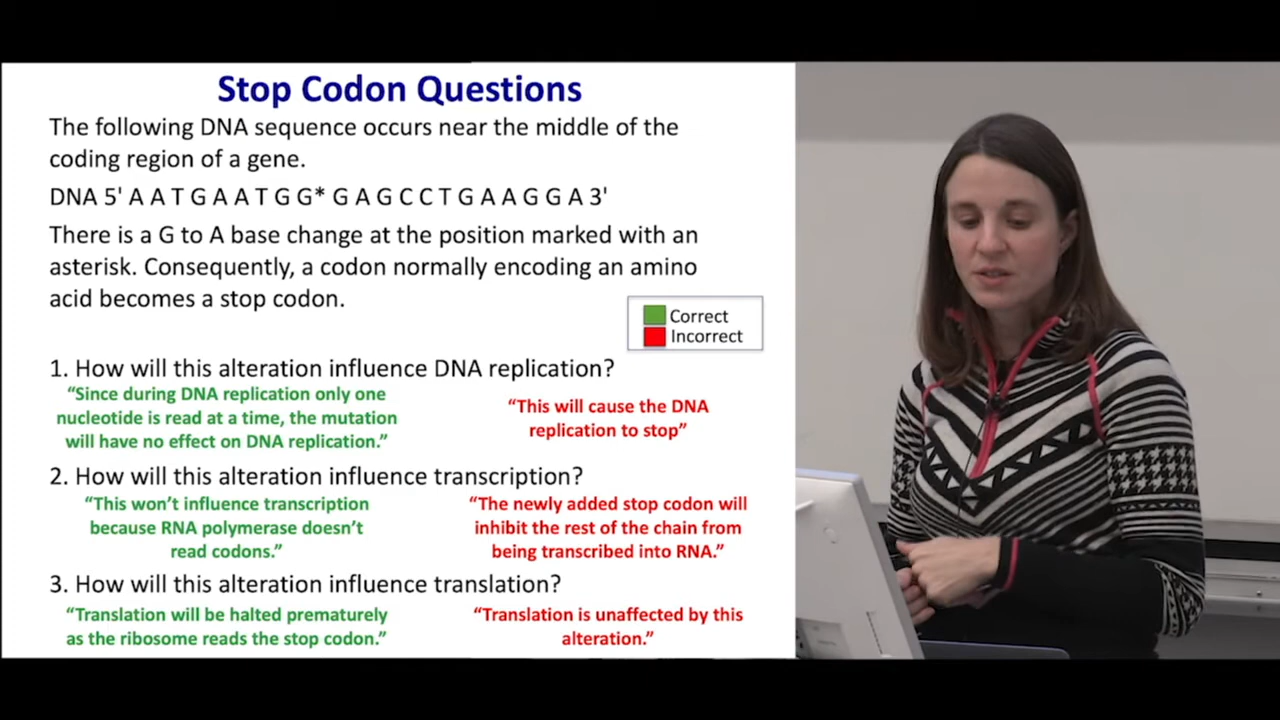 Stop Codon Questions
The following DNA sequence occurs near the middle of the
coding region of a gene.
DNA 5' A A T G A A T G G* G A G C C T G A A G G A 3'
There is a G to A base change at the position marked with an
asterisk. Consequently, a codon normally encoding an amino
acid becomes a stop codon.
Correct
Incorrect
1. How will this alteration influence DNA replication?
“Since during DNA replication only one
nucleotide is read at a time, the mutation
will have no effect on DNA replication.”
“This will cause the DNA
replication to stop”
2. How will this alteration influence transcription?
“This won’t influence transcription
because RNA polymerase doesn’t
read codons.”
“The newly added stop codon will
inhibit the rest of the chain from
being transcribed into RNA.”
3. How will this alteration influence translation?
“Translation will be halted prematurely
as the ribosome reads the stop codon.”
“Translation is unaffected by this
alteration.”